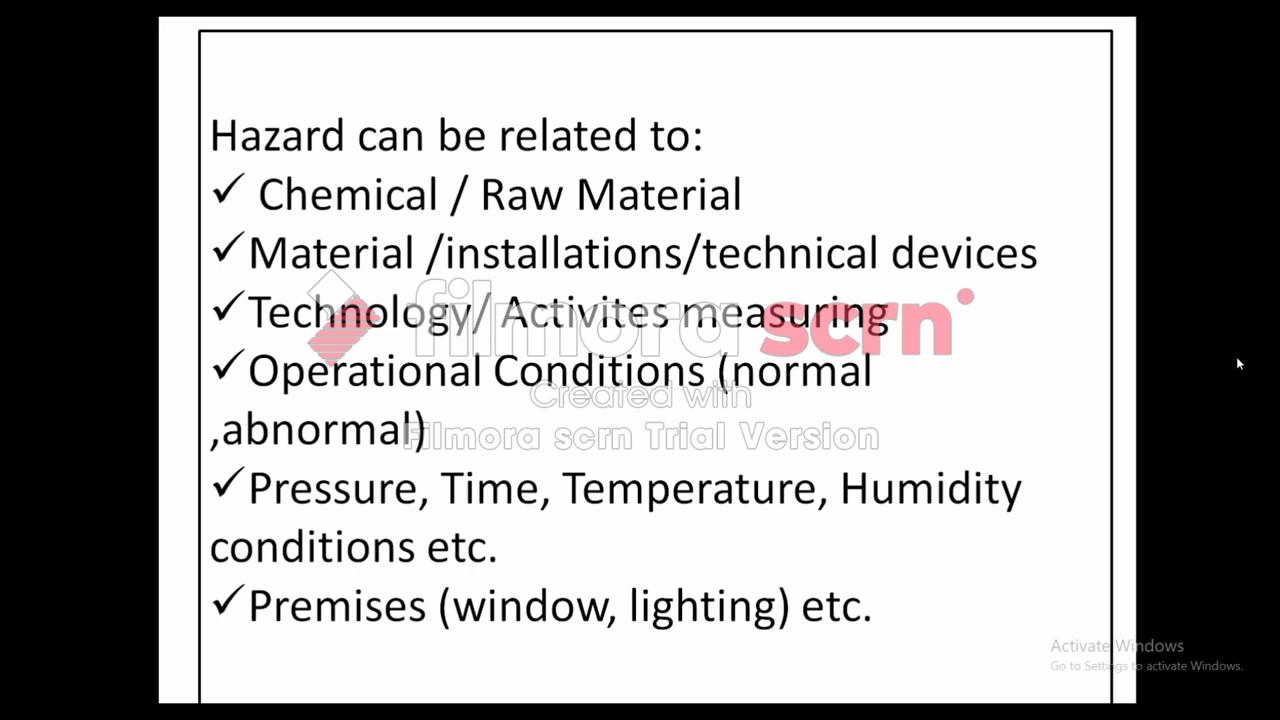 Hazard can be related to:
✓ Chemical / Raw Material
✓Material /installations/technical devices
✓Technology/ Activites measuring
✓Operational Conditions (normal
,abnormal)
✓Pressure, Time, Temperature, Humidity
conditions etc.
✓Premises (window, lighting) etc.
filmora scrn
Created with
Filmora scrn Trial Version
Activate Windows
Go to Settings to activate Windows.